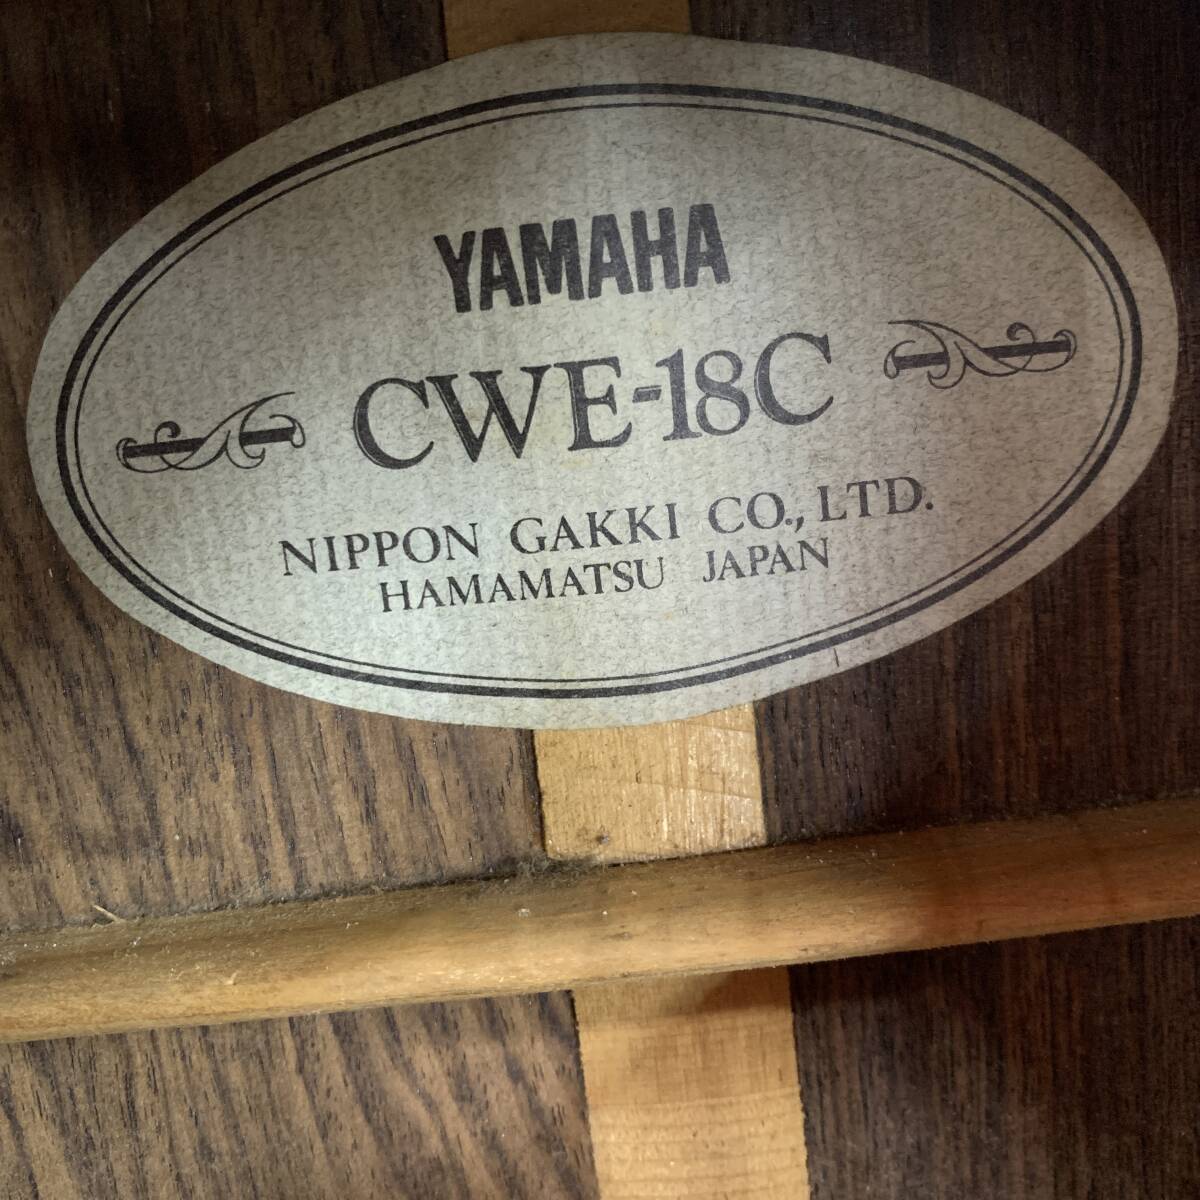 YAMAHA
CWE-18C
NIPPON GAKKI CO., LTD.
HAMAMATSU JAPAN